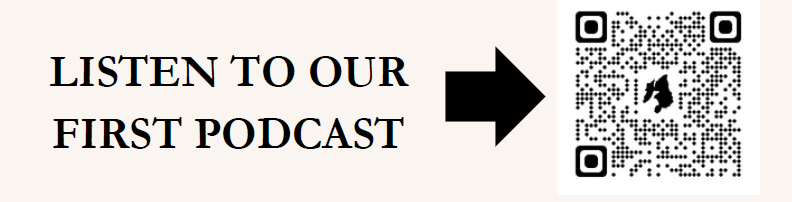 LISTEN TO OUR
FIRST PODCAST